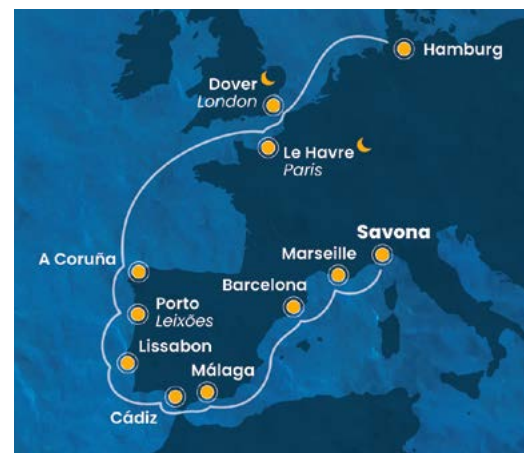 Hamburg
Dover
London
Le Havre
Paris
Savona
Marseille
A Coruña
Barcelona
Porto
Leixões
Lissabon
Málaga
Cádiz